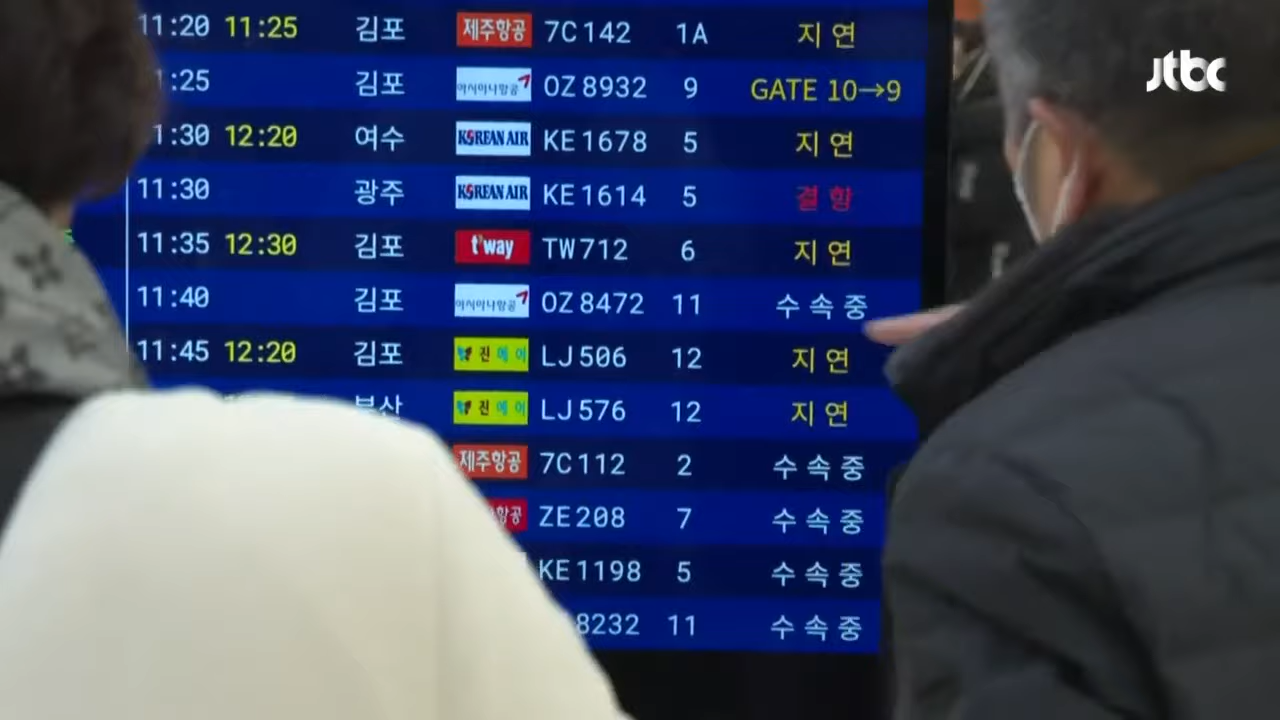 jtbc
11:20 11:25 김포 제주항공 7C142 1A 지연
:25 김포 아시아나항공 OZ8932 9 GATE 10→9
11:30 12:20 여수 KOREAN AIR KE1678 5 지연
11:30 광주 KOREAN AIR KE1614 5 결항
11:35 12:30 김포 t'way TW712 6 지연
11:40 김포 아시아나항공 OZ8472 11 수속중
11:45 12:20 김포 진에어 LJ506 12 지연
부산 진에어 LJ576 12 지연
제주항공 7C112 2 수속중
항공 ZE208 7 수속중
KE1198 5 수속중
8232 11 수속중